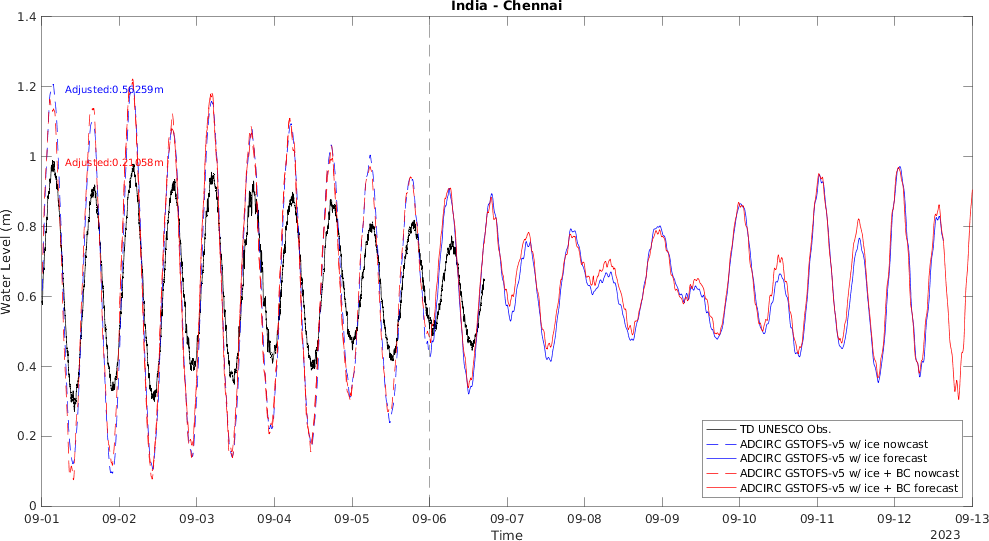 India - Chennai
1.4
1.2
1
0.8
0.6
0.4
0.2
0
Water Level (m)
Adjusted:0.56259m
Adjusted:0.21058m
TD UNESCO Obs.
ADCIRC GSTOFS-v5 w/ ice nowcast
ADCIRC GSTOFS-v5 w/ ice forecast
ADCIRC GSTOFS-v5 w/ ice + BC nowcast
ADCIRC GSTOFS-v5 w/ ice + BC forecast
09-01 09-02 09-03 09-04 09-05 09-06 09-07 09-08 09-09 09-10 09-11 09-12 09-13
Time
2023